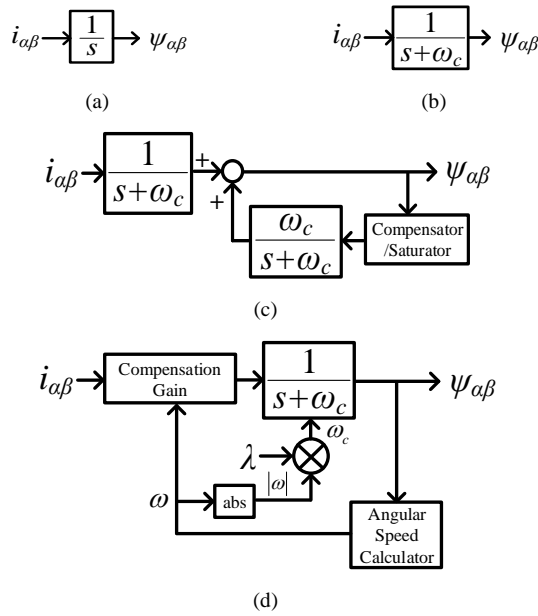 i_{αβ} 1/s ψ_{αβ}
(a)
i_{αβ} 1/(s+ω_c) ψ_{αβ}
(b)
i_{αβ} 1/(s+ω_c) + ψ_{αβ}
+
ω_c/(s+ω_c)
Compensator
/Saturator
(c)
i_{αβ} Compensation
Gain
1/(s+ω_c) ψ_{αβ}
ω_c
λ
|ω|
ω abs
Angular
Speed
Calculator
(d)